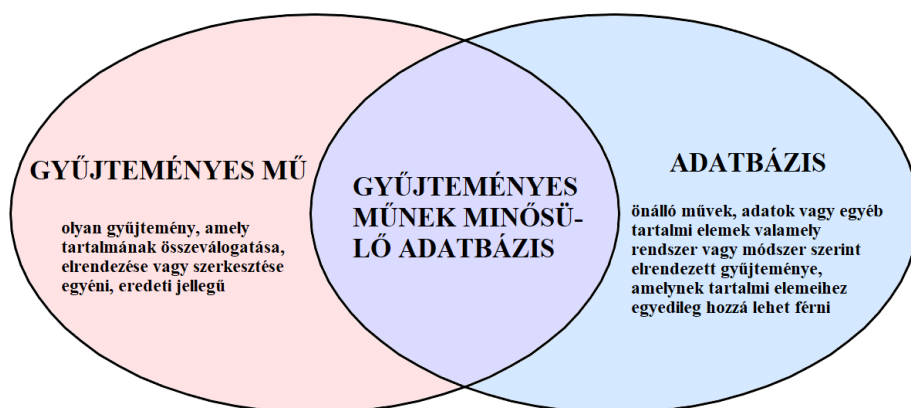 GYŰJTEMÉNYES MŰ
olyan gyűjtemény, amely
tartalmának összeválogatása,
elrendezése vagy szerkesztése
egyéni, eredeti jellegű
GYŰJTEMÉNYES
MŰNEK MINŐSÜ-
LŐ ADATBÁZIS
ADATBÁZIS
önálló művek, adatok vagy egyéb
tartalmi elemek valamely
rendszer vagy módszer szerint
elrendezett gyűjteménye,
amelynek tartalmi elemeihez
egyedileg hozzá lehet férni